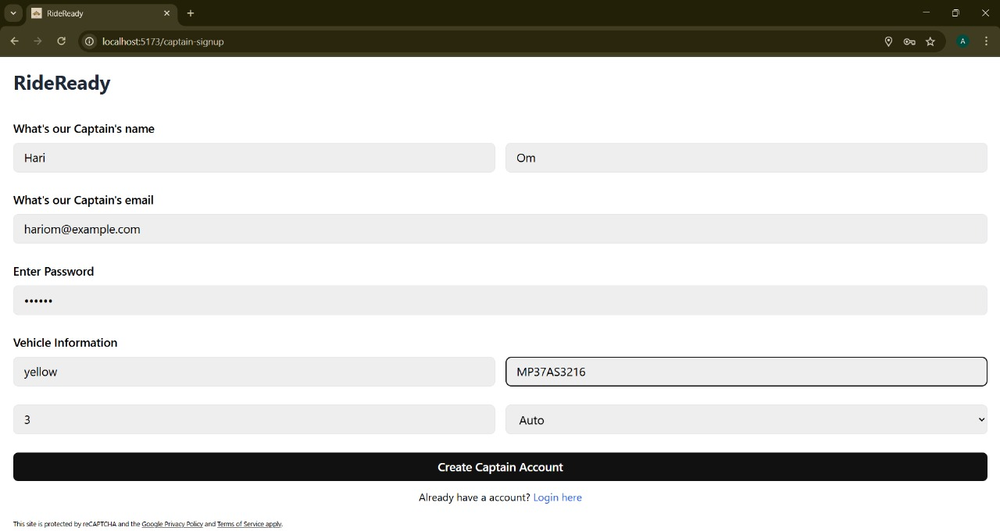 RideReady
localhost:5173/captain-signup
A
RideReady
What's our Captain's name
Hari Om
What's our Captain's email
hariom@example.com
Enter Password
••••••
Vehicle Information
yellow MP37AS3216
3 Auto
Create Captain Account
Already have a account? Login here
This site is protected by reCAPTCHA and the Google Privacy Policy and Terms of Service apply.